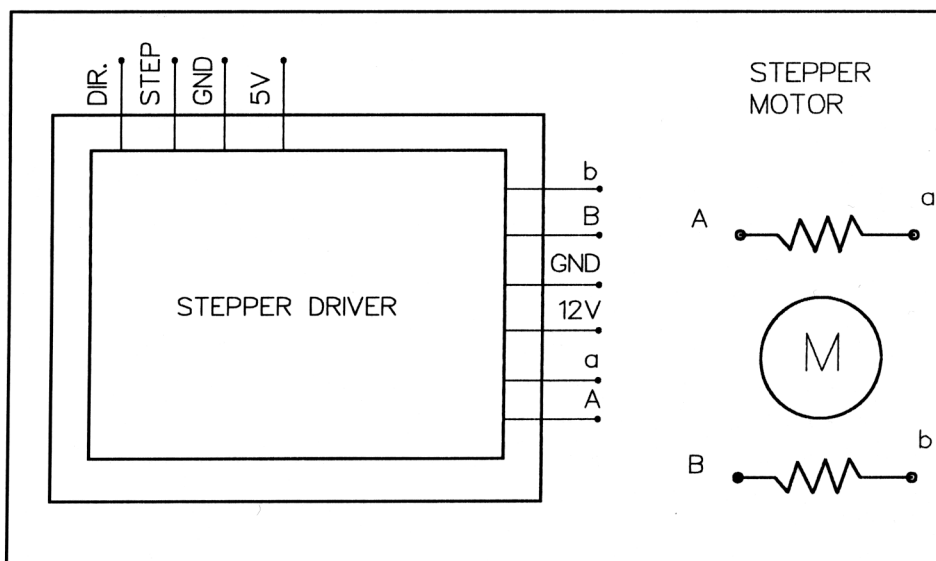 DIR.
STEP
GND
5V
STEPPER
MOTOR
b
B
GND
12V
a
A
STEPPER DRIVER
A
a
M
B
b